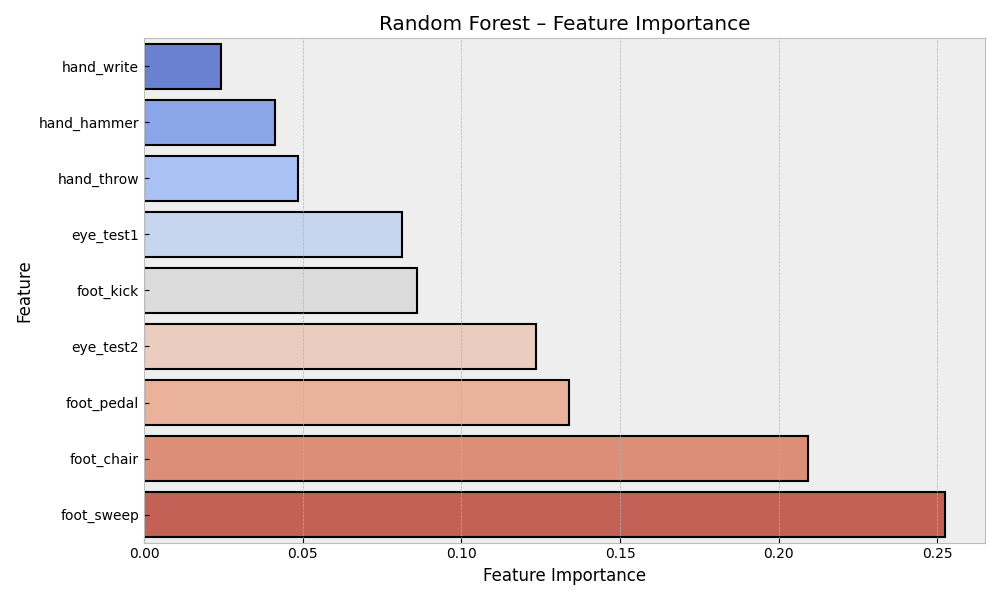 Random Forest – Feature Importance
hand_write
hand_hammer
hand_throw
eye_test1
foot_kick
eye_test2
foot_pedal
foot_chair
foot_sweep
Feature
0.00 0.05 0.10 0.15 0.20 0.25
Feature Importance